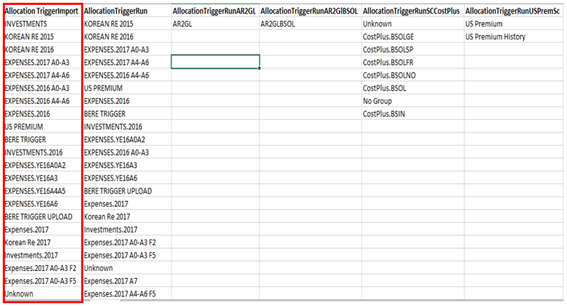 Allocation TriggerImport AllocationTriggerRun AllocationTriggerRunAR2GL AllocationTriggerRunAR2GlBSOL AllocationTriggerRunSCCostPlus AllocationTriggerRunUSPremSc
INVESTMENTS KOREAN RE 2015 AR2GL AR2GLBSOL Unknown US Premium
KOREAN RE 2015 KOREAN RE 2016 CostPlus.BSOLGE US Premium History
KOREAN RE 2016 EXPENSES.2017 A0-A3 CostPlus.BSOLSP
EXPENSES.2017 A0-A3 EXPENSES.2017 A4-A6 CostPlus.BSOLFR
EXPENSES.2017 A4-A6 EXPENSES.2016 A4-A6 CostPlus.BSOLNO
EXPENSES.2016 A0-A3 US PREMIUM CostPlus.BSOL
EXPENSES.2016 A4-A6 EXPENSES.2016 No Group
EXPENSES.2016 BERE TRIGGER CostPlus.BSIN
US PREMIUM INVESTMENTS.2016
BERE TRIGGER EXPENSES.YE16A0A2
INVESTMENTS.2016 EXPENSES.2016 A0-A3
EXPENSES.YE16A0A2 EXPENSES.YE16A3
EXPENSES.YE16A3 EXPENSES.YE16A6
EXPENSES.YE16A4A5 BERE TRIGGER UPLOAD
EXPENSES.YE16A6 Expenses.2017
BERE TRIGGER UPLOAD Korean Re 2017
Expenses.2017 Investments.2017
Korean Re 2017 Expenses.2017 A0-A3 F2
Investments.2017 Expenses.2017 A0-A3 F5
Expenses.2017 A0-A3 F2 Unknown
Expenses.2017 A0-A3 F5 Expenses.2017 A7
Unknown Expenses.2017 A4-A6 F5